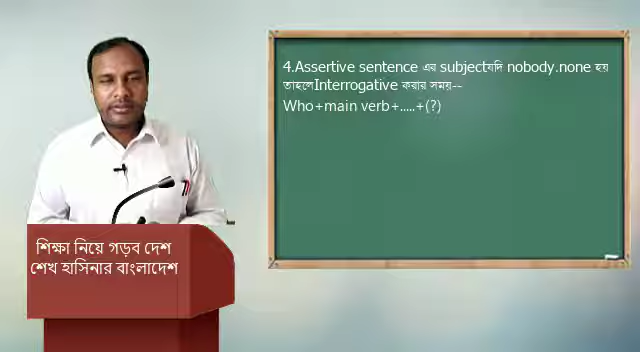 4.Assertive sentence এর subjectযদি nobody.none হয়
তাহলেInterrogative করার সময়--
Who+main verb+.....+(?)
শিক্ষা নিয়ে গড়ব দেশ
শেখ হাসিনার বাংলাদেশ